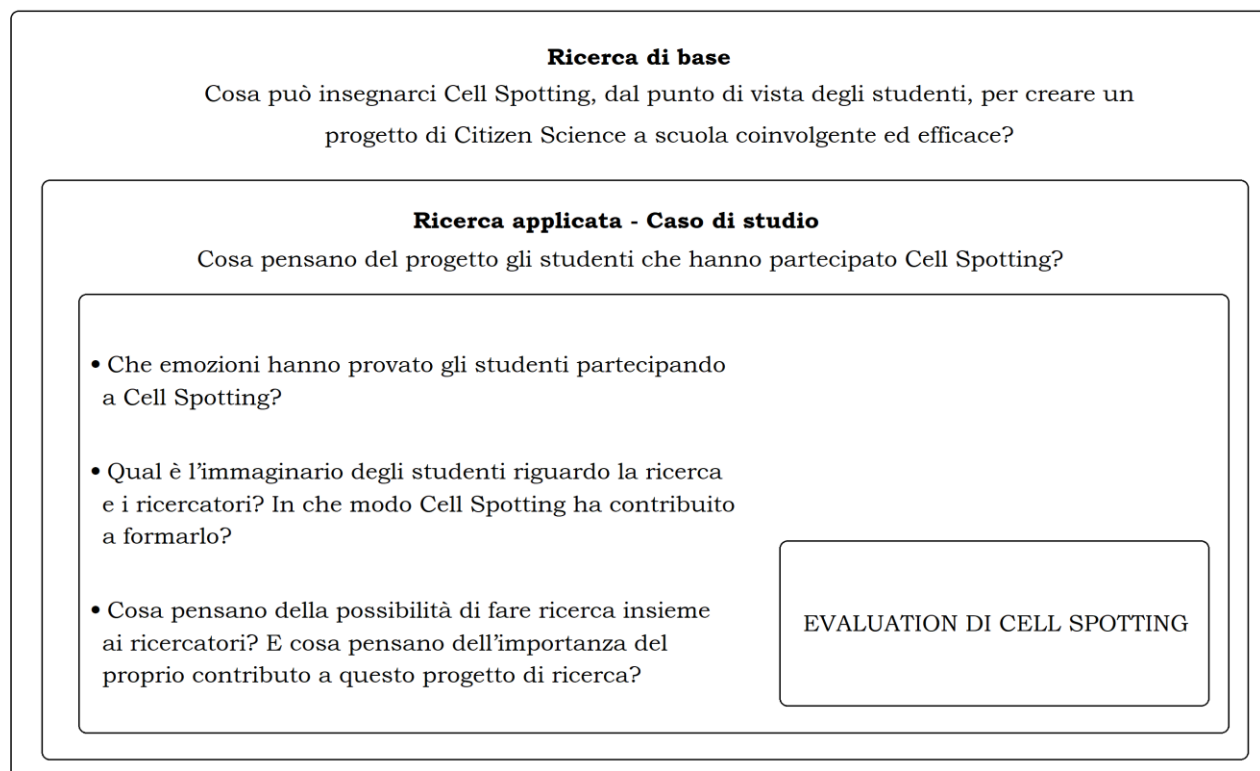 Ricerca di base
Cosa può insegnarci Cell Spotting, dal punto di vista degli studenti, per creare un
progetto di Citizen Science a scuola coinvolgente ed efficace?
Ricerca applicata - Caso di studio
Cosa pensano del progetto gli studenti che hanno partecipato Cell Spotting?
• Che emozioni hanno provato gli studenti partecipando
a Cell Spotting?
• Qual è l'immaginario degli studenti riguardo la ricerca
e i ricercatori? In che modo Cell Spotting ha contribuito
a formarlo?
• Cosa pensano della possibilità di fare ricerca insieme
ai ricercatori? E cosa pensano dell'importanza del
proprio contributo a questo progetto di ricerca?
EVALUATION DI CELL SPOTTING